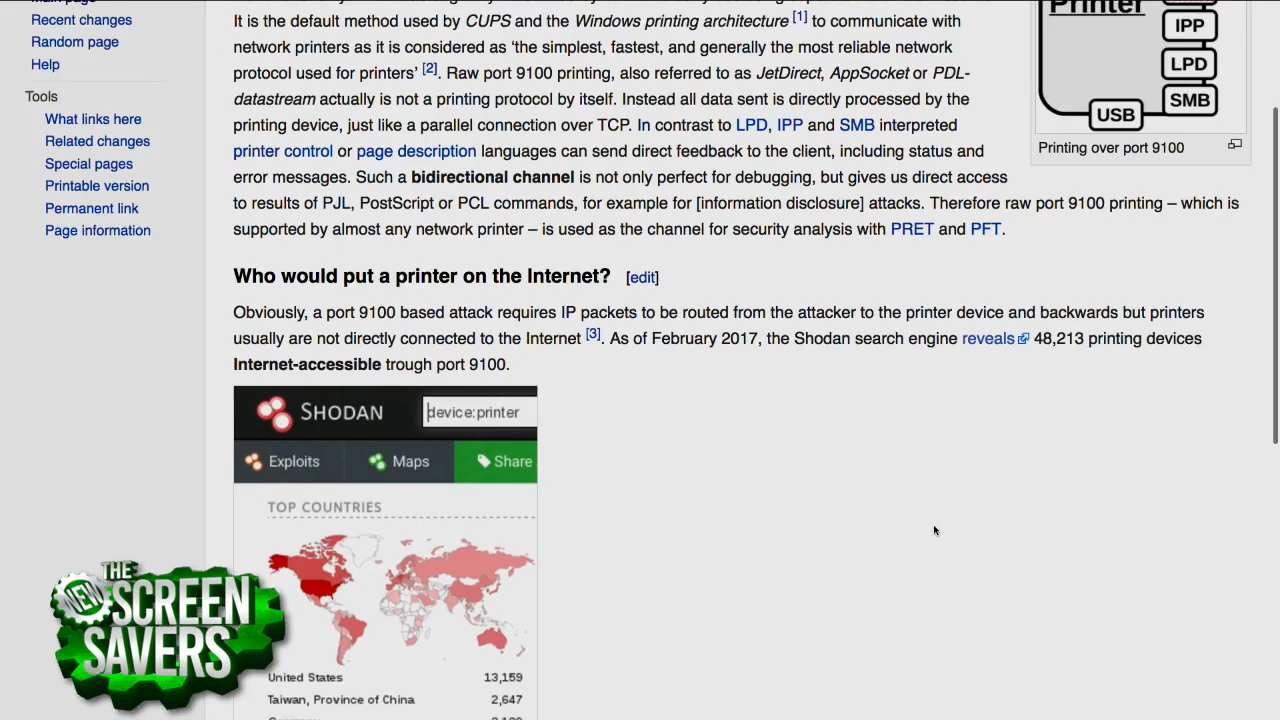 Recent changes
Random page
Help
Tools
What links here
Related changes
Special pages
Printable version
Permanent link
Page information
It is the default method used by CUPS and the Windows printing architecture [1] to communicate with
network printers as it is considered as ‘the simplest, fastest, and generally the most reliable network
protocol used for printers’ [2]. Raw port 9100 printing, also referred to as JetDirect, AppSocket or PDL-
datastream actually is not a printing protocol by itself. Instead all data sent is directly processed by the
printing device, just like a parallel connection over TCP. In contrast to LPD, IPP and SMB interpreted
printer control or page description languages can send direct feedback to the client, including status and
error messages. Such a bidirectional channel is not only perfect for debugging, but gives us direct access
to results of PJL, PostScript or PCL commands, for example for [information disclosure] attacks. Therefore raw port 9100 printing – which is
supported by almost any network printer – is used as the channel for security analysis with PRET and PFT.
Printer
IPP
LPD
SMB
USB
Printing over port 9100
Who would put a printer on the Internet? [edit]
Obviously, a port 9100 based attack requires IP packets to be routed from the attacker to the printer device and backwards but printers
usually are not directly connected to the Internet [3]. As of February 2017, the Shodan search engine reveals 48,213 printing devices
Internet-accessible trough port 9100.
SHODAN
device:printer
Exploits
Maps
Share
TOP COUNTRIES
United States 13,159
Taiwan, Province of China 2,647
THE
NEW
SCREEN
SAVERS